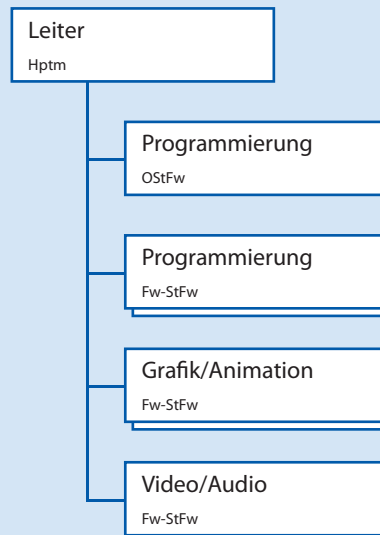 Leiter
Hptm
Programmierung
OStFw
Programmierung
Fw-StFw
Grafik/Animation
Fw-StFw
Video/Audio
Fw-StFw